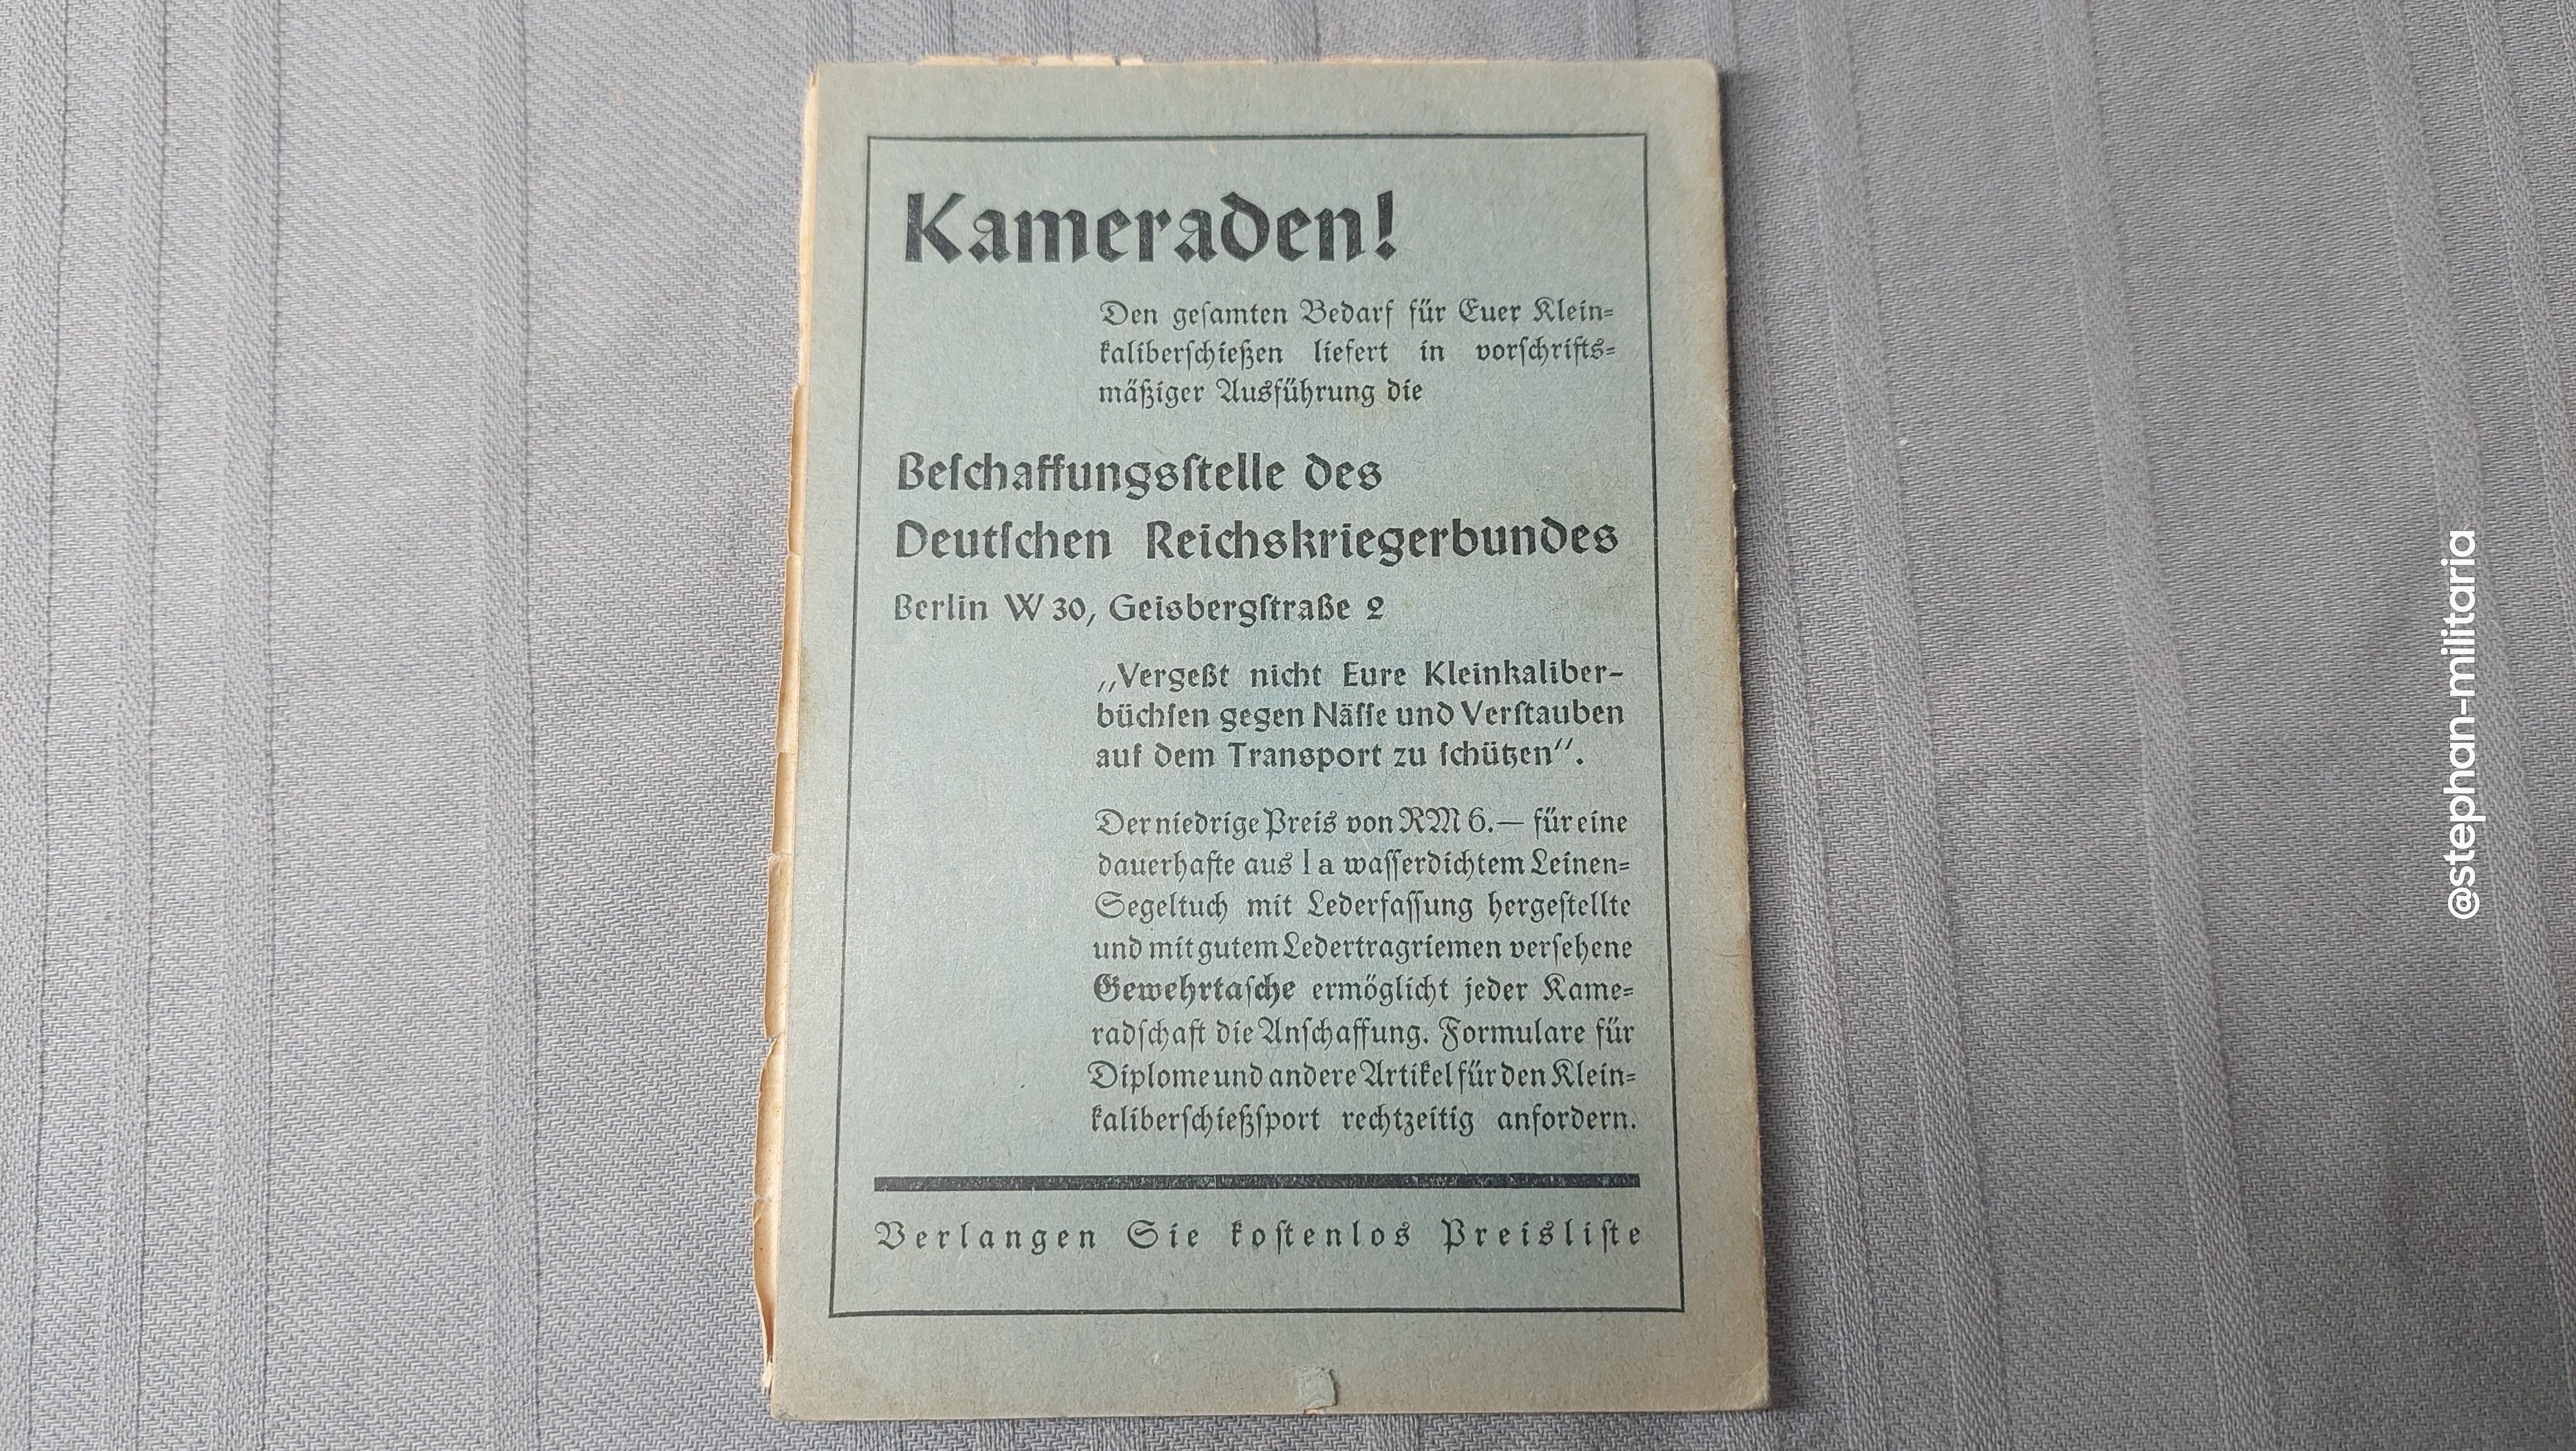 Kameraden!
Den geſamten Bedarf für Euer Klein=
kaliberſchießen liefert in vorſchrifts=
mäßiger Ausführung die
Beſchaffungsſtelle des
Deutſchen Reichskriegerbundes
Berlin W 30, Geisbergſtraße 2
„Vergeßt nicht Eure Kleinkaliber-
büchſen gegen Näſſe und Verſtauben
auf dem Transport zu ſchützen“.
Der niedrige Preis von RM 6.— für eine
dauerhafte aus I a waſſerdichtem Leinen=
Segeltuch mit Lederfaſſung hergeſtellte
und mit gutem Ledertragriemen verſehene
Gewehrtaſche ermöglicht jeder Kame=
radſchaft die Anſchaffung. Formulare für
Diplome und andere Artikel für den Klein=
kaliberſchießſport rechtzeitig anfordern.
Verlangen Sie koſtenlos Preisliſte
@stephan-militaria